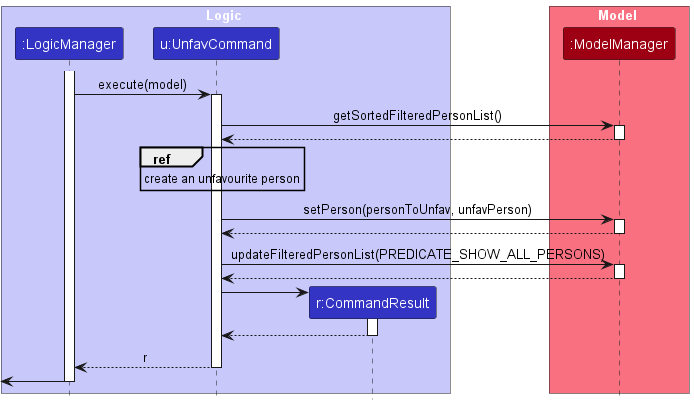 Logic
Model
:LogicManager
u:UnfavCommand
:ModelManager
execute(model)
getSortedFilteredPersonList()
ref
create an unfavourite person
setPerson(personToUnfav, unfavPerson)
updateFilteredPersonList(PREDICATE_SHOW_ALL_PERSONS)
r:CommandResult
r